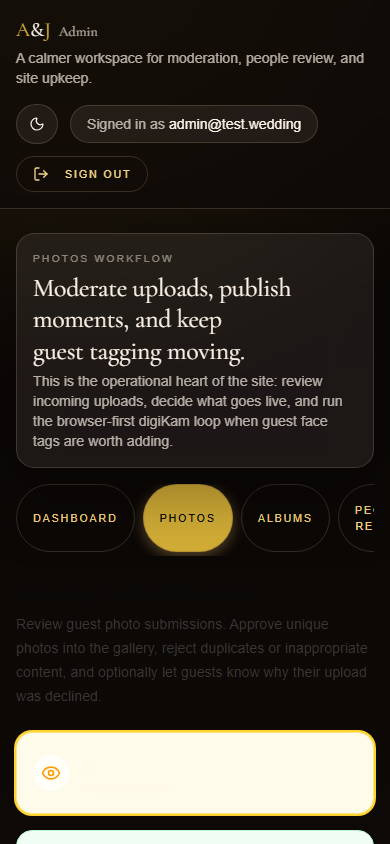 A&J Admin
A calmer workspace for moderation, people review, and
site upkeep.
Signed in as admin@test.wedding
SIGN OUT
PHOTOS WORKFLOW
Moderate uploads, publish
moments, and keep
guest tagging moving.
This is the operational heart of the site: review
incoming uploads, decide what goes live, and run
the browser-first digiKam loop when guest face
tags are worth adding.
DASHBOARD
PHOTOS
ALBUMS
Review guest photo submissions. Approve unique
photos into the gallery, reject duplicates or inappropriate
content, and optionally let guests know why their upload
was declined.